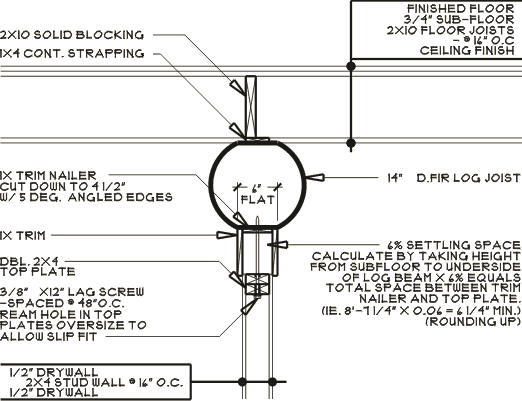 FINISHED FLOOR
3/4" SUB-FLOOR
2X10 FLOOR JOISTS
- @ 16" O.C
CEILING FINISH
2X10 SOLID BLOCKING
1X4 CONT. STRAPPING
1X TRIM NAILER
CUT DOWN TO 4 1/2"
W/ 5 DEG. ANGLED EDGES
6"
FLAT
14" D.FIR LOG JOIST
1X TRIM
DBL. 2X4
TOP PLATE
3/8" X12" LAG SCREW
-SPACED @ 48"O.C.
REAM HOLE IN TOP
PLATES OVERSIZE TO
ALLOW SLIP FIT
6% SETTLING SPACE
CALCULATE BY TAKING HEIGHT
FROM SUBFLOOR TO UNDERSIDE
OF LOG BEAM X 6% EQUALS
TOTAL SPACE BETWEEN TRIM
NAILER AND TOP PLATE.
(IE. 8'-7 1/4" X 0.06 = 6 1/4" MIN.)
(ROUNDING UP)
1/2" DRYWALL
2X4 STUD WALL @ 16" O.C.
1/2" DRYWALL